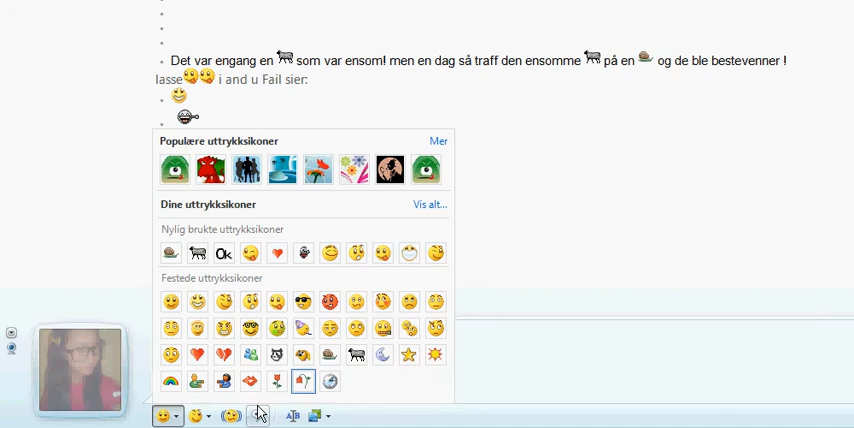 Det var engang en som var ensom! men en dag så traff den ensomme på en og de ble bestevenner !
lasse i and u Fail sier:
Populære uttrykksikoner Mer
Dine uttrykksikoner Vis alt...
Nylig brukte uttrykksikoner
Ok
Festede uttrykksikoner
A B